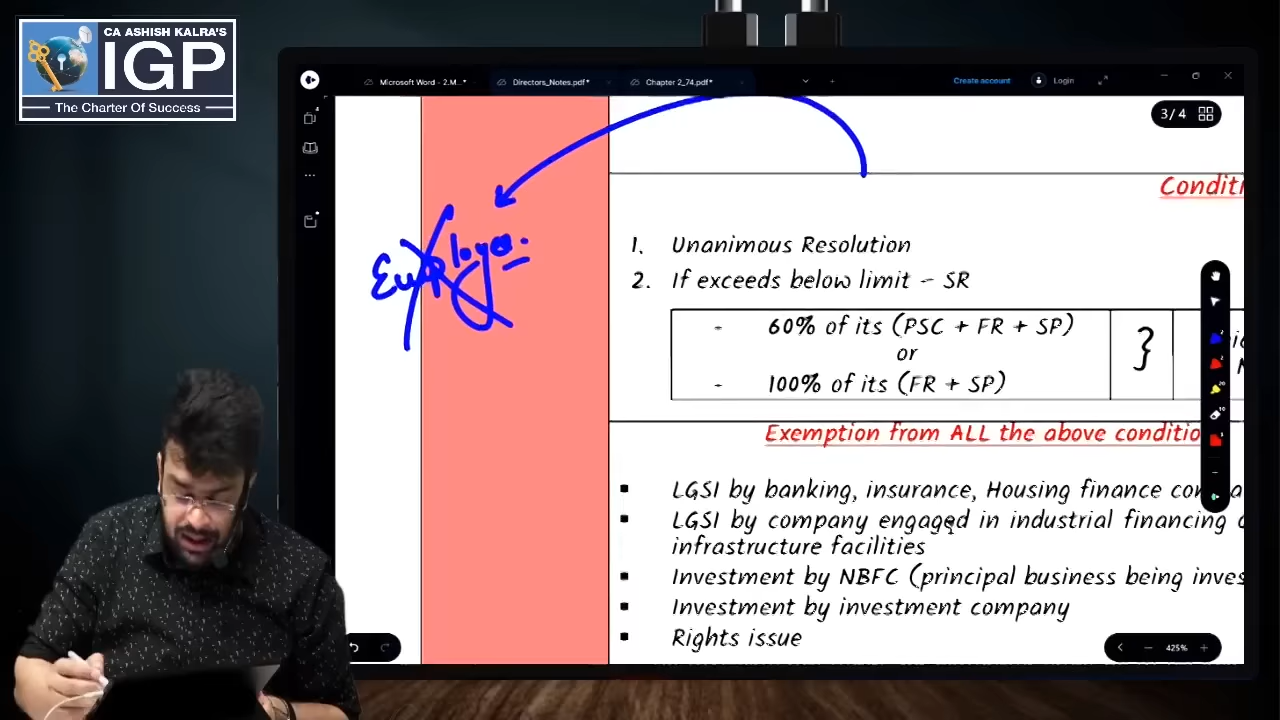 CA ASHISH KALRA'S
IGP
The Charter Of Success
Microsoft Word - 2.M...*
Directors_Notes.pdf*
Chapter 2_74.pdf*
Create account
Login
3/4
Conditi
Employee.
1. Unanimous Resolution
2. If exceeds below limit - SR
- 60% of its (PSC + FR + SP)
or
- 100% of its (FR + SP)
}
Exemption from ALL the above conditio
LGSI by banking, insurance, Housing finance
LGSI by company engaged in industrial financing
infrastructure facilities
Investment by NBFC (principal business being inves
Investment by investment company
Rights issue
425%